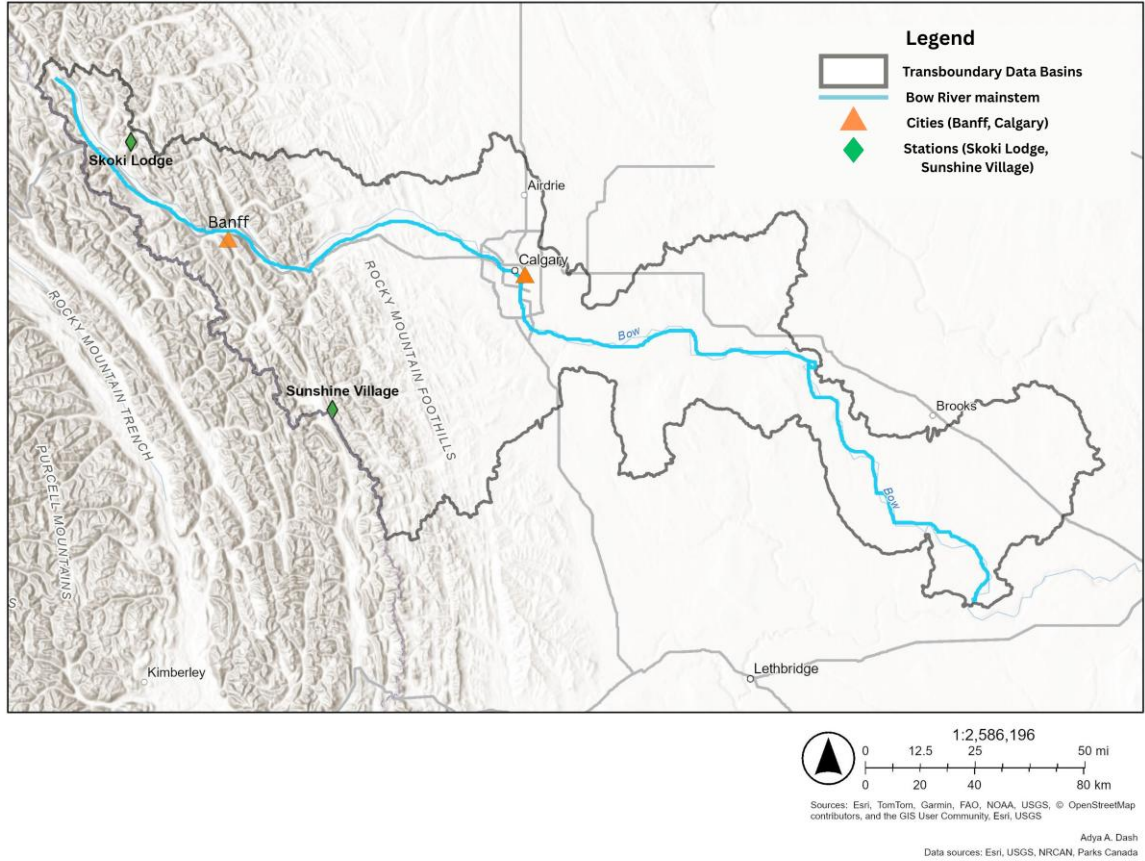 Legend
Transboundary Data Basins
Bow River mainstem
Cities (Banff, Calgary)
Stations (Skoki Lodge,
Sunshine Village)
Skoki Lodge
Airdrie
Banff
Calgary
ROCKY MOUNTAIN FOOTHILLS
ROCKY MOUNTAIN TRENCH
Bow
Sunshine Village
Brooks
PURCELL MOUNTAINS
Bow
S
Kimberley
Lethbridge
1:2,586,196
0 12.5 25 50 mi
0 20 40 80 km
Sources: Esri, TomTom, Garmin, FAO, NOAA, USGS, © OpenStreetMap
contributors, and the GIS User Community, Esri, USGS
Adya A. Dash
Data sources: Esri, USGS, NRCAN, Parks Canada